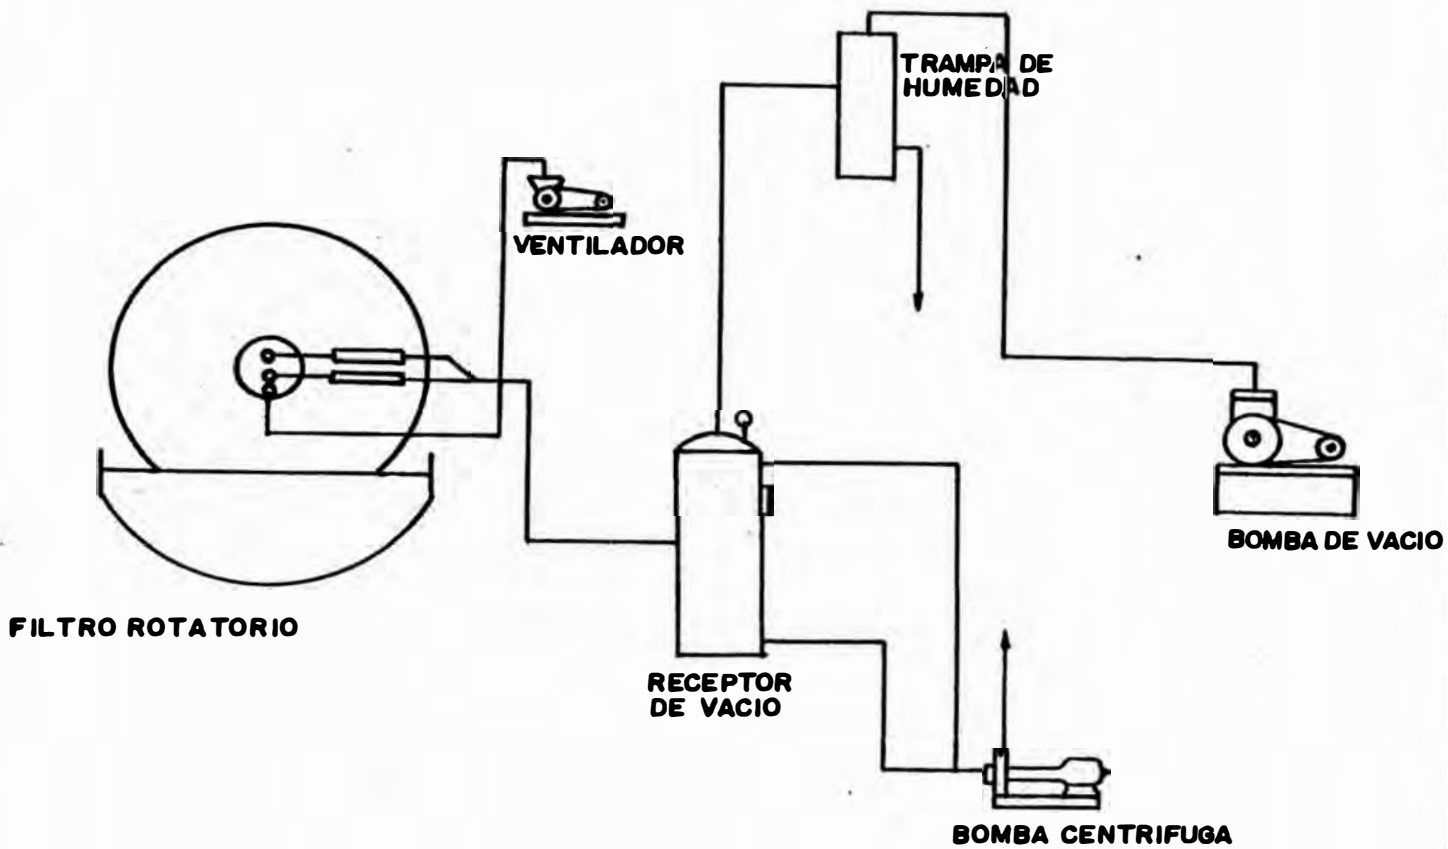 TRAMPA DE
HUMEDAD
VENTILADOR
BOMBA DE VACIO
FILTRO ROTATORIO
RECEPTOR
DE VACIO
BOMBA CENTRIFUGA